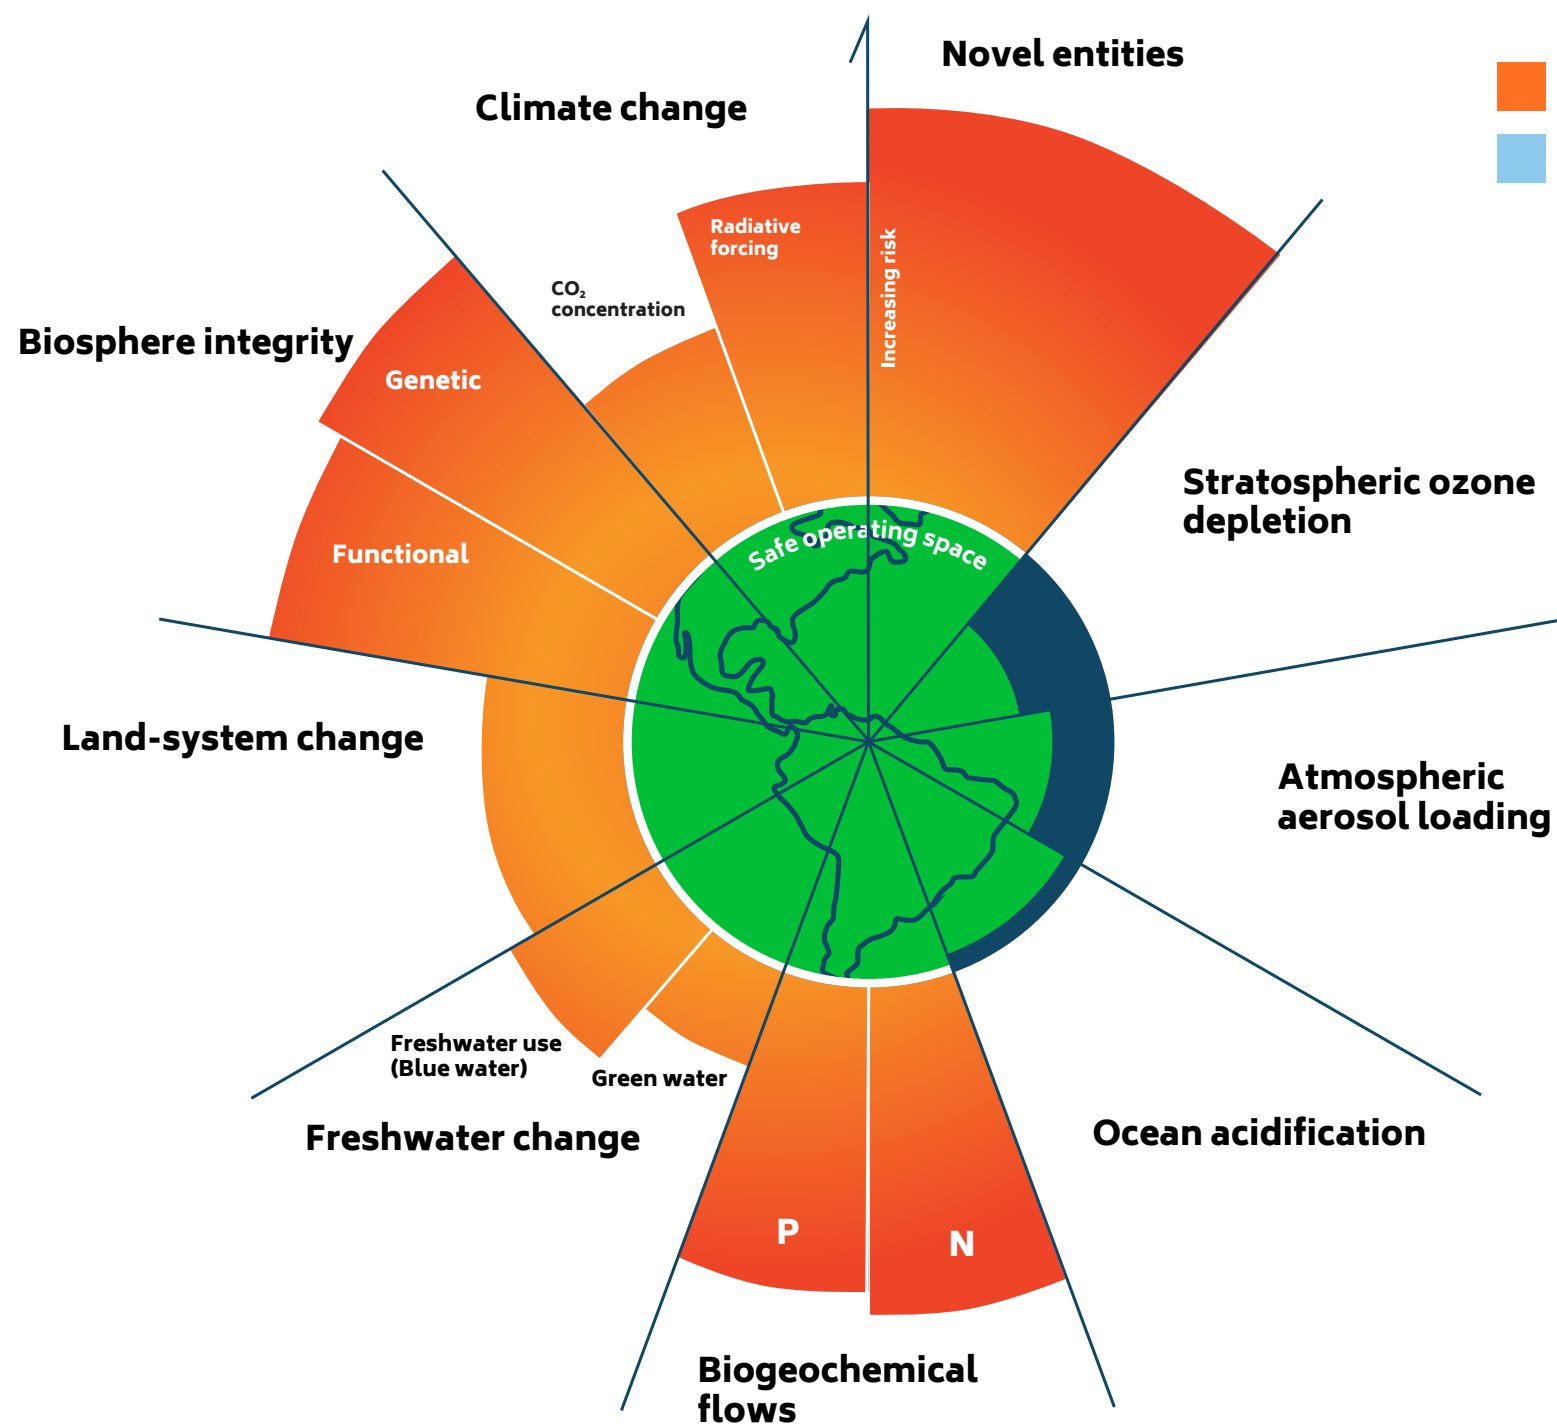 Novel entities
Climate change
Radiative
forcing
Increasing risk
CO₂
concentration
Biosphere integrity
Genetic
Functional
Stratospheric ozone
depletion
Safe operating space
Land-system change
Atmospheric
aerosol loading
Freshwater use
(Blue water)
Green water
Freshwater change
Ocean acidification
P
N
Biogeochemical
flows